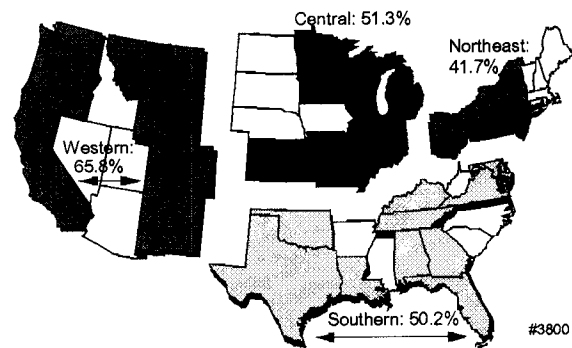 Central: 51.3%
Northeast:
41.7%
Western:
65.8%
Southern: 50.2%
#3800